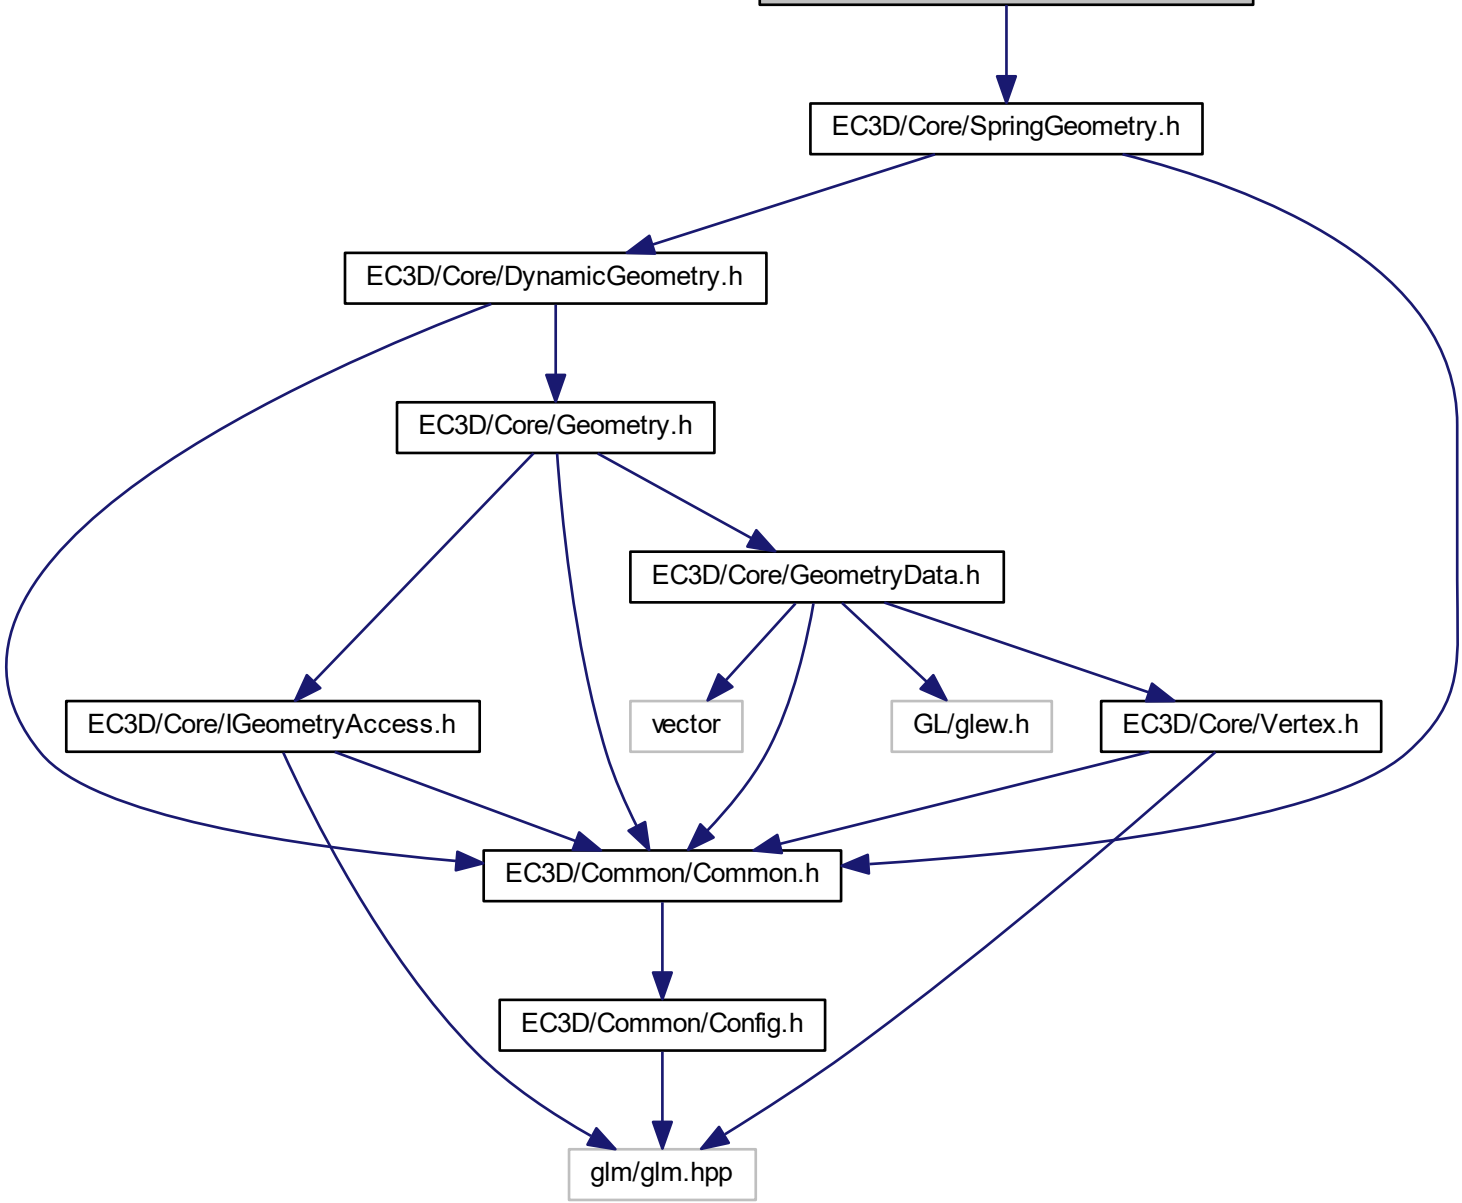 EC3D/Core/SpringGeometry.h
EC3D/Core/DynamicGeometry.h
EC3D/Core/Geometry.h
EC3D/Core/GeometryData.h
EC3D/Core/IGeometryAccess.h
vector
GL/glew.h
EC3D/Core/Vertex.h
EC3D/Common/Common.h
EC3D/Common/Config.h
glm/glm.hpp